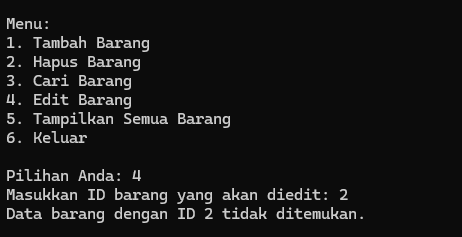 Menu:
1. Tambah Barang
2. Hapus Barang
3. Cari Barang
4. Edit Barang
5. Tampilkan Semua Barang
6. Keluar
Pilihan Anda: 4
Masukkan ID barang yang akan diedit: 2
Data barang dengan ID 2 tidak ditemukan.